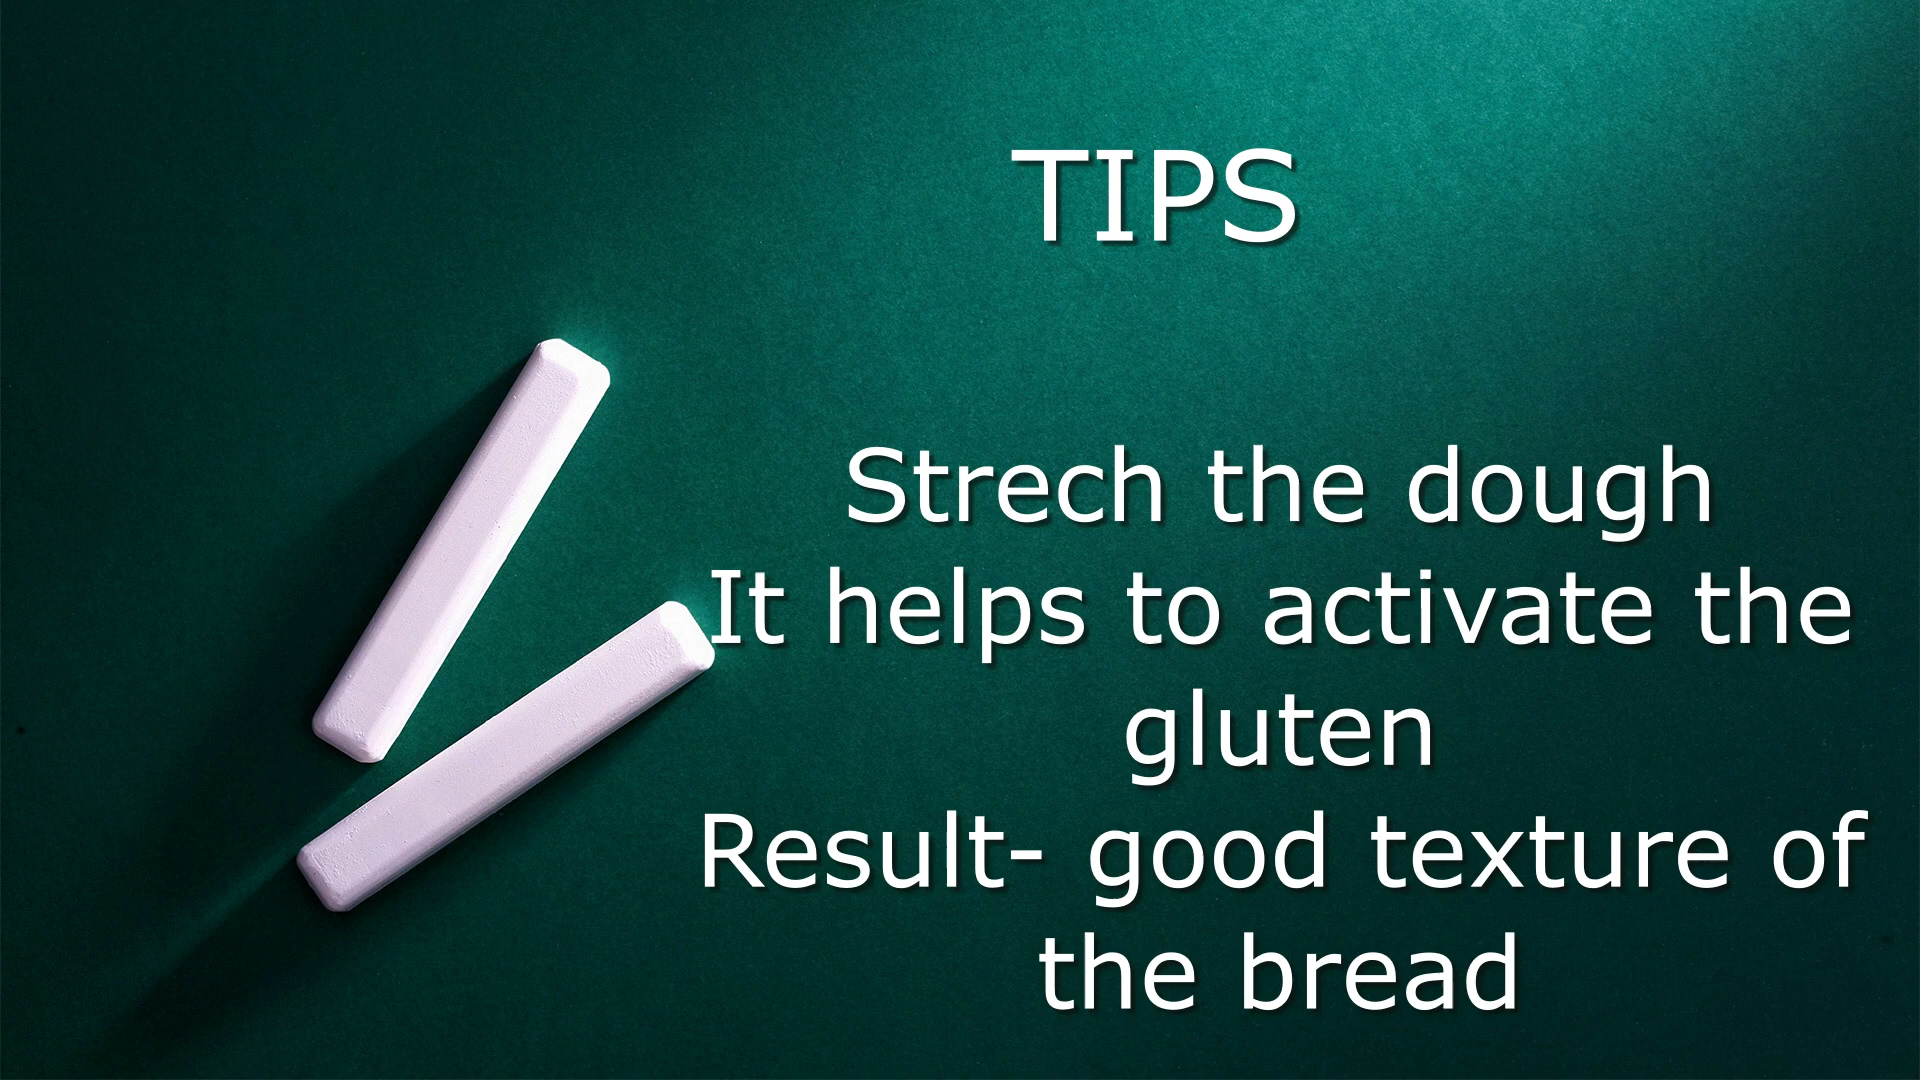 TIPS
Strech the dough
It helps to activate the
gluten
Result- good texture of
the bread